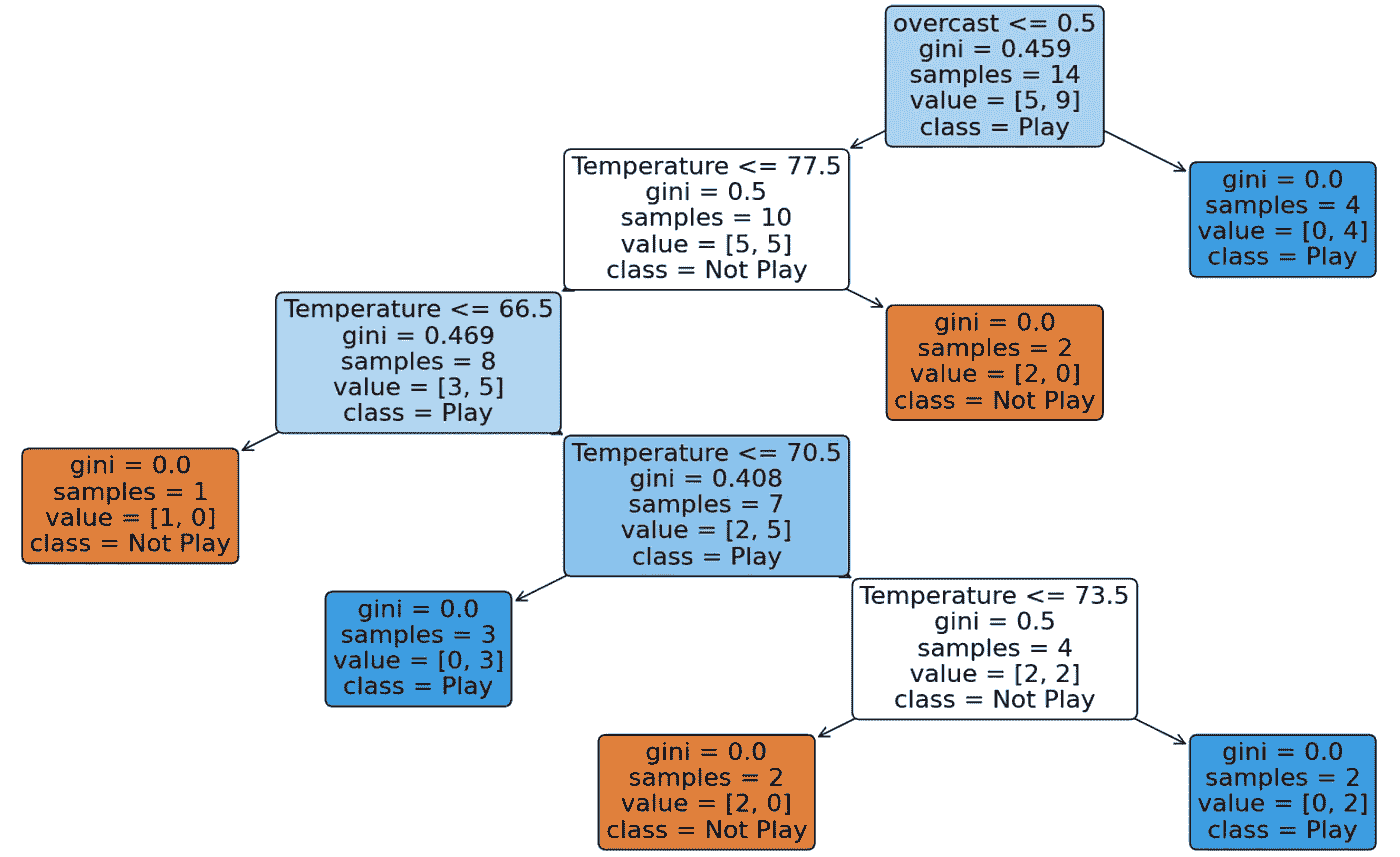 overcast <= 0.5
gini = 0.459
samples = 14
value = [5, 9]
class = Play
Temperature <= 77.5
gini = 0.5
samples = 10
value = [5, 5]
class = Not Play
gini = 0.0
samples = 4
value = [0, 4]
class = Play
Temperature <= 66.5
gini = 0.469
samples = 8
value = [3, 5]
class = Play
gini = 0.0
samples = 2
value = [2, 0]
class = Not Play
gini = 0.0
samples = 1
value = [1, 0]
class = Not Play
Temperature <= 70.5
gini = 0.408
samples = 7
value = [2, 5]
class = Play
gini = 0.0
samples = 3
value = [0, 3]
class = Play
Temperature <= 73.5
gini = 0.5
samples = 4
value = [2, 2]
class = Not Play
gini = 0.0
samples = 2
value = [2, 0]
class = Not Play
gini = 0.0
samples = 2
value = [0, 2]
class = Play